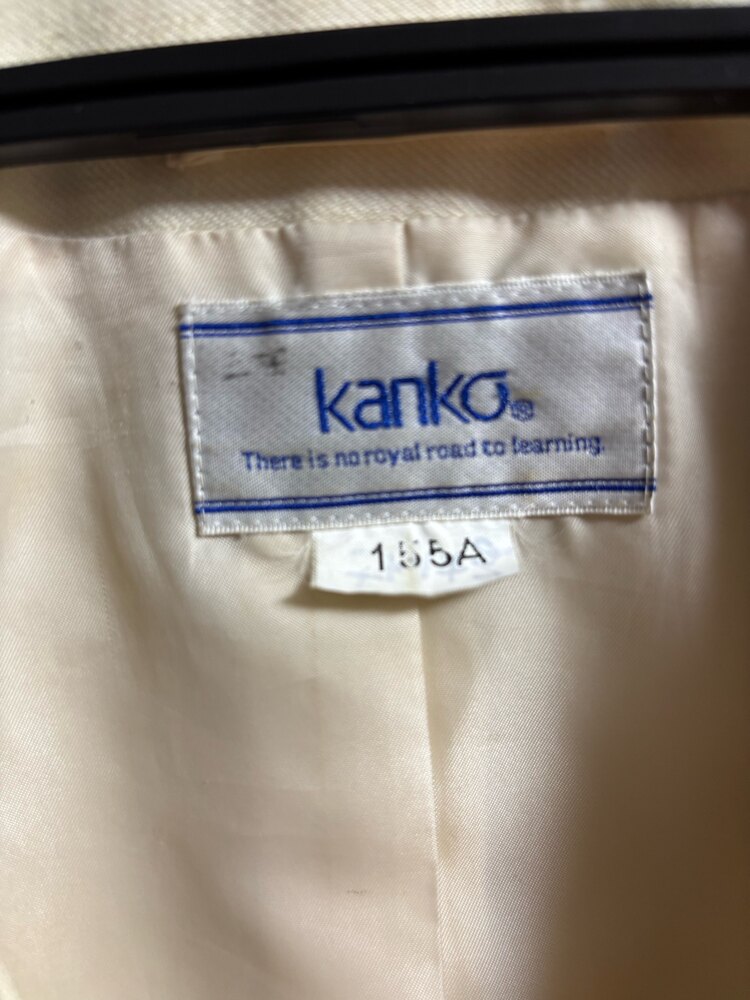 kanko®
There is no royal road to learning.
155A